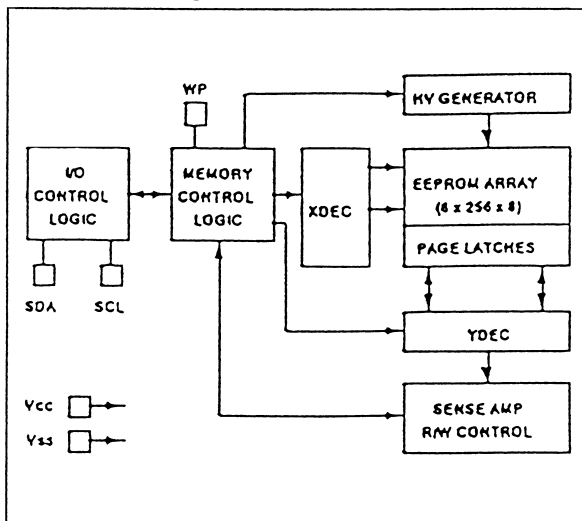 WP
HV GENERATOR
I/O
CONTROL
LOGIC
MEMORY
CONTROL
LOGIC
XDEC
EEPROM ARRAY
(8 x 256 x 8)
PAGE LATCHES
SDA
SCL
YDEC
Vcc
Vss
SENSE AMP
R/W CONTROL